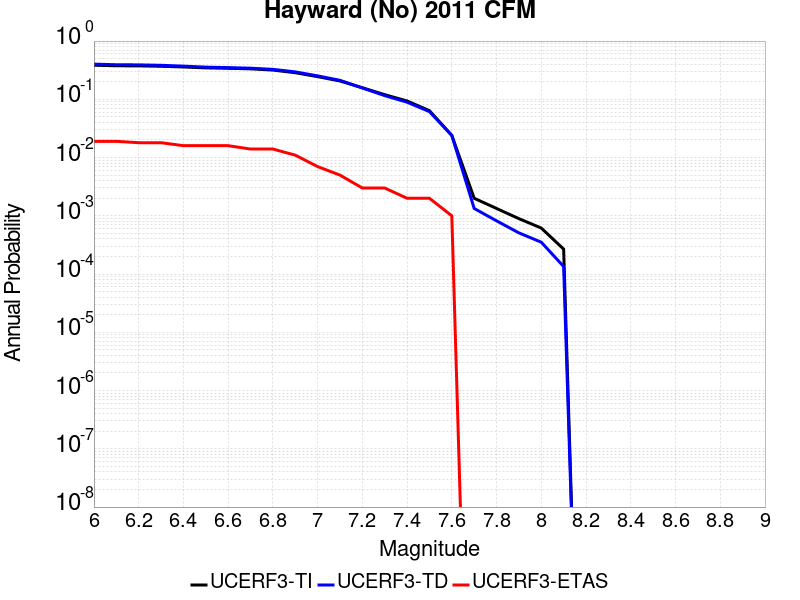 Hayward (No) 2011 CFM
10^0
10^-1
10^-2
10^-3
10^-4
10^-5
10^-6
10^-7
10^-8
Annual Probability
6 6.2 6.4 6.6 6.8 7 7.2 7.4 7.6 7.8 8 8.2 8.4 8.6 8.8 9
Magnitude
UCERF3-TI UCERF3-TD UCERF3-ETAS